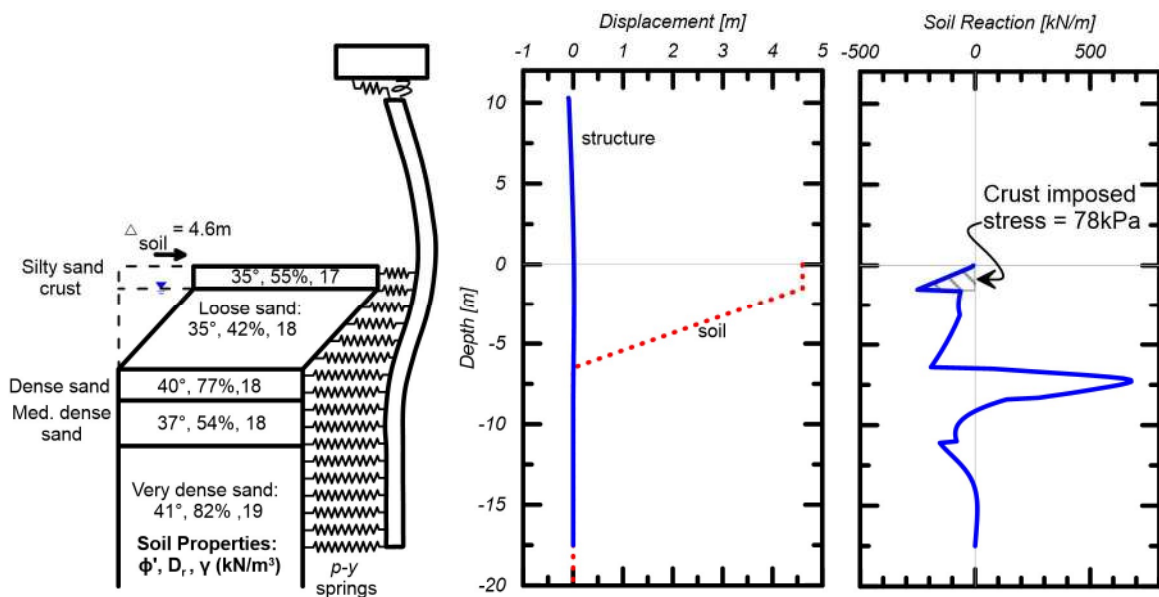 △
soil = 4.6m
Silty sand
crust
35°, 55%, 17
Loose sand:
35°, 42%, 18
Dense sand
40°, 77%,18
Med. dense
sand
37°, 54%, 18
Very dense sand:
41°, 82% ,19
Soil Properties:
ϕ', Dr, γ (kN/m³)
p-y
springs
Displacement [m]
-1 0 1 2 3 4 5
10
5
0
-5
-10
-15
-20
Depth [m]
structure
soil
Soil Reaction [kN/m]
-500 0 500
Crust imposed
stress = 78kPa